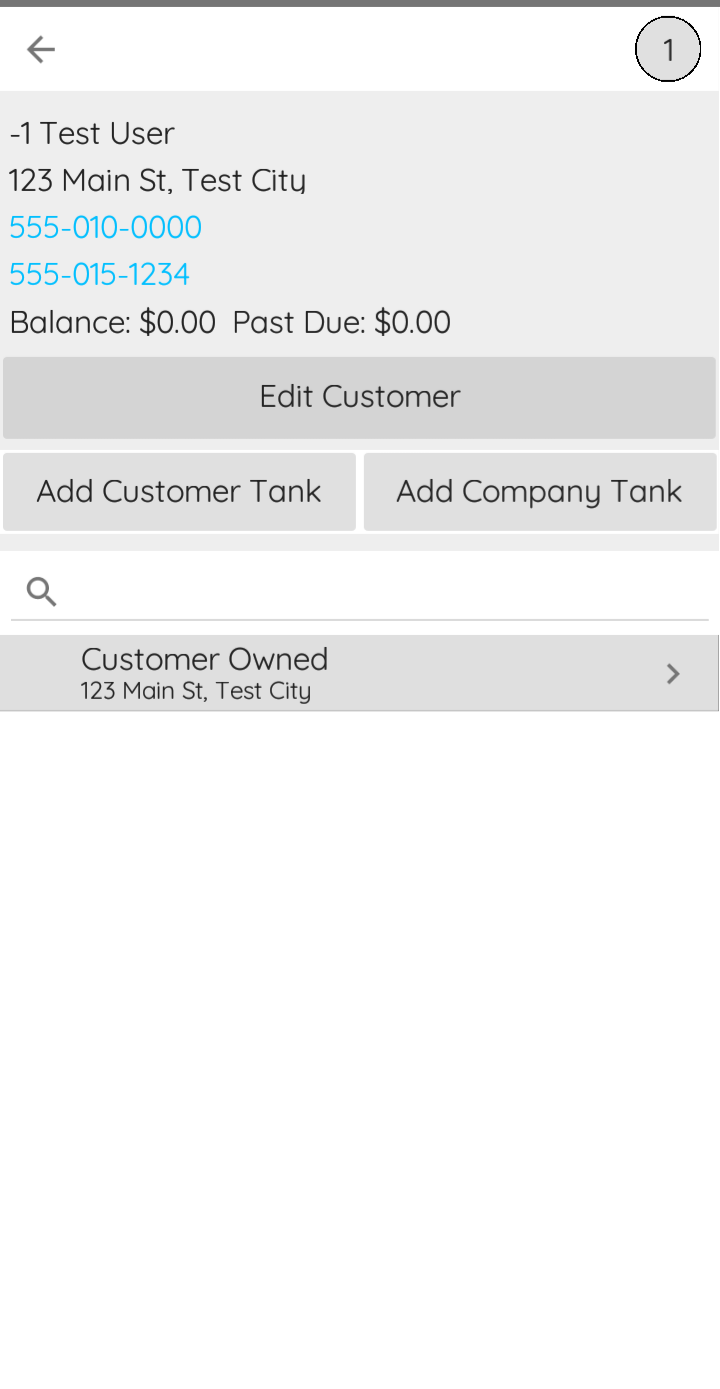 1
-1 Test User
123 Main St, Test City
555-010-0000
555-015-1234
Balance: $0.00 Past Due: $0.00
Edit Customer
Add Customer Tank
Add Company Tank
Customer Owned
123 Main St, Test City